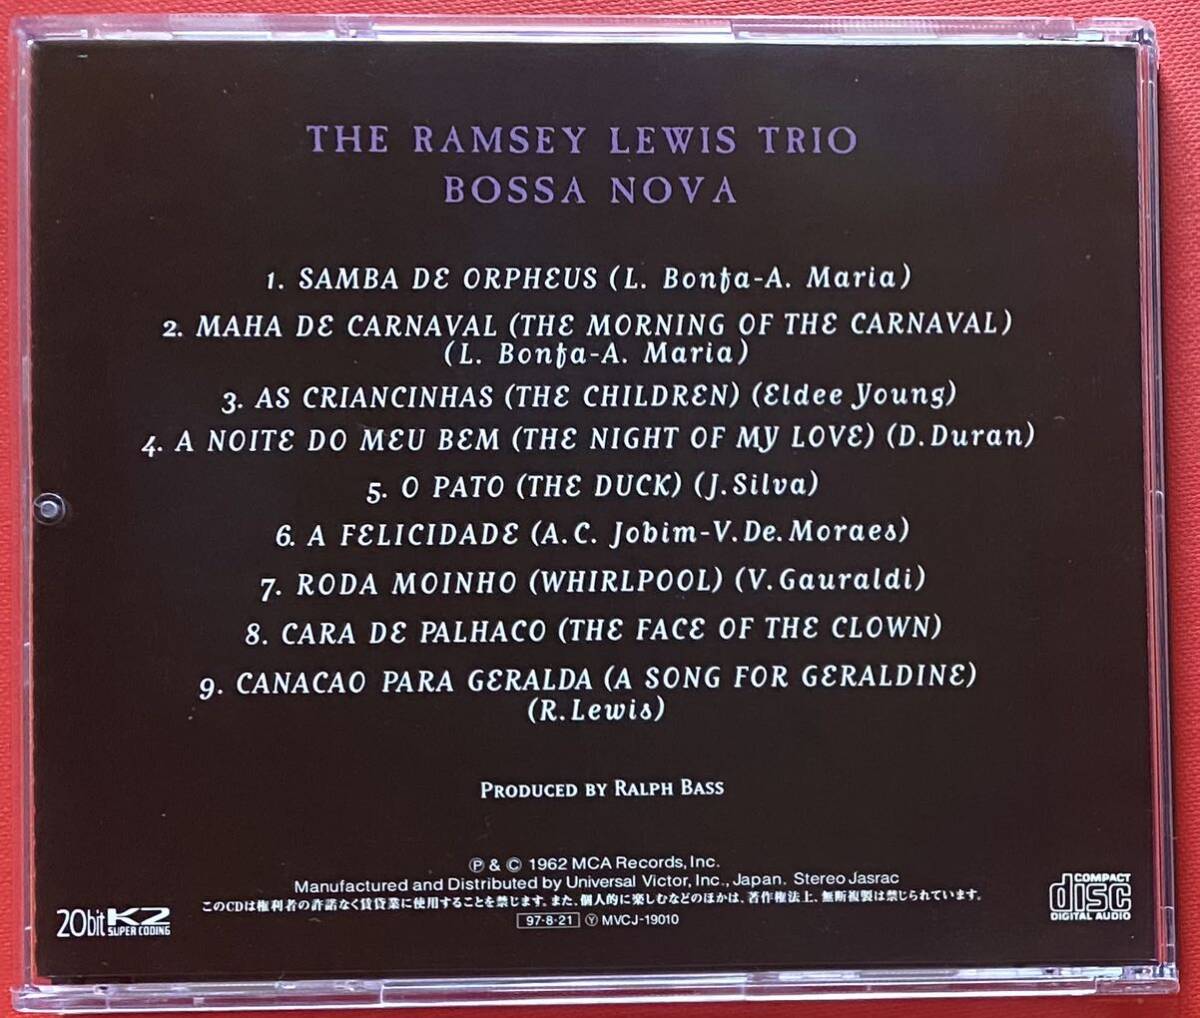 THE RAMSEY LEWIS TRIO
BOSSA NOVA
1. SAMBA DE ORPHEUS (L. Bonfa-A. Maria)
2. MAHA DE CARNAVAL (THE MORNING OF THE CARNAVAL)
(L. Bonfa-A. Maria)
3. AS CRIANCINHAS (THE CHILDREN) (Eldee Young)
4. A NOITE DO MEU BEM (THE NIGHT OF MY LOVE) (D.Duran)
5. O PATO (THE DUCK) (J.Silva)
6. A FELICIDADE (A.C. Jobim-V.De.Moraes)
7. RODA MOINHO (WHIRLPOOL) (V.Gauraldi)
8. CARA DE PALHACO (THE FACE OF THE CLOWN)
9. CANACAO PARA GERALDA (A SONG FOR GERALDINE)
(R.Lewis)
PRODUCED BY RALPH BASS
Ⓟ & © 1962 MCA Records, Inc.
Manufactured and Distributed by Universal Victor, Inc., Japan. Stereo Jasrac
このCDは権利者の許諾なく賃貸業に使用することを禁じます。また、個人的に楽しむなどのほかは、著作権法上、無断複製は禁じられています。
97·8·21 Ⓨ MVCJ-19010
20bit K2
SUPER CODING
COMPACT
disc
DIGITAL AUDIO